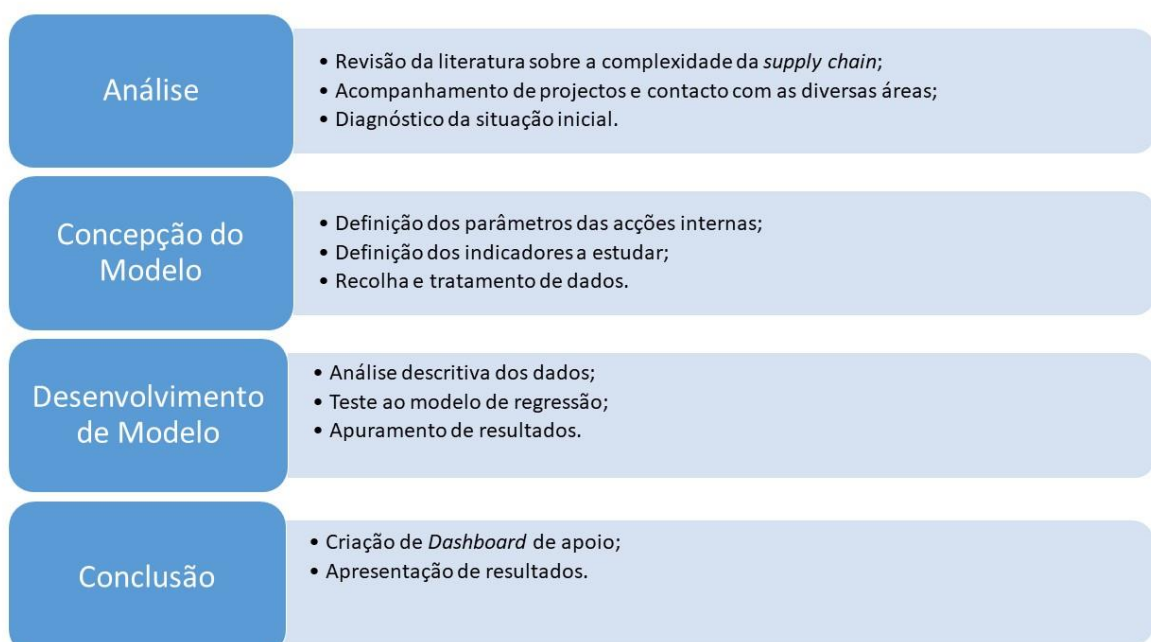 Análise
• Revisão da literatura sobre a complexidade da supply chain;
• Acompanhamento de projectos e contacto com as diversas áreas;
• Diagnóstico da situação inicial.
Concepção do
Modelo
• Definição dos parâmetros das acções internas;
• Definição dos indicadores a estudar;
• Recolha e tratamento de dados.
Desenvolvimento
de Modelo
• Análise descritiva dos dados;
• Teste ao modelo de regressão;
• Apuramento de resultados.
Conclusão
• Criação de Dashboard de apoio;
• Apresentação de resultados.